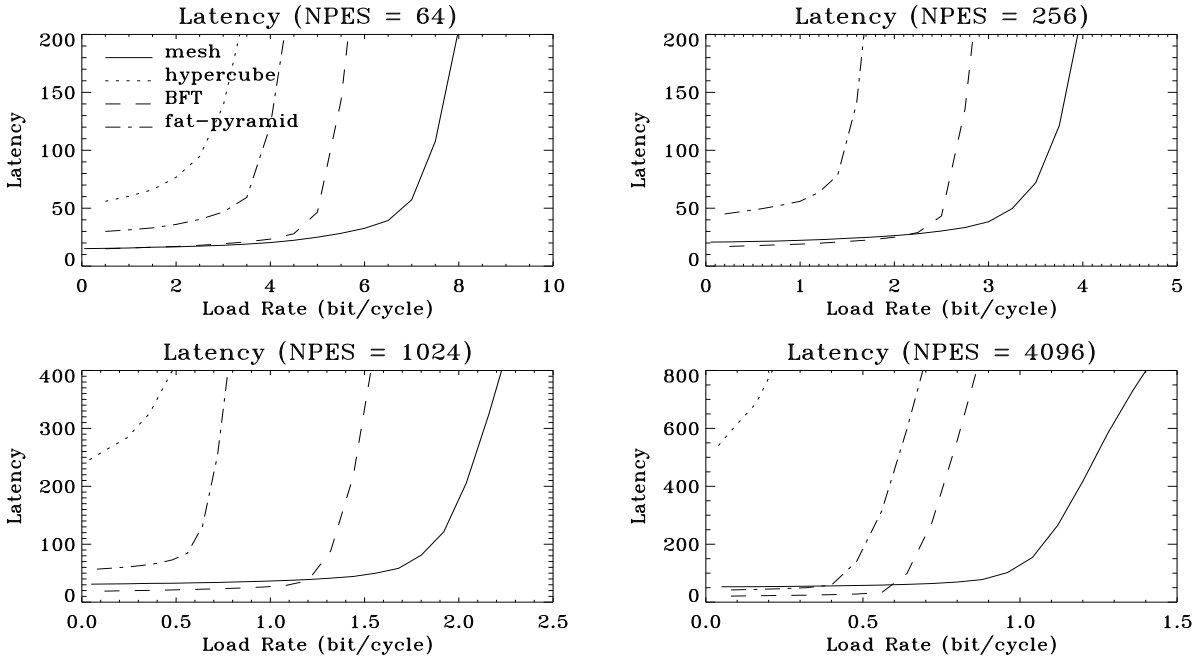 Latency (NPES = 64)
200
150
100
50
0
Latency
mesh
hypercube
BFT
fat-pyramid
0 2 4 6 8 10
Load Rate (bit/cycle)
Latency (NPES = 256)
200
150
100
50
0
Latency
0 1 2 3 4 5
Load Rate (bit/cycle)
Latency (NPES = 1024)
400
300
200
100
0
Latency
0.0 0.5 1.0 1.5 2.0 2.5
Load Rate (bit/cycle)
Latency (NPES = 4096)
800
600
400
200
0
Latency
0.0 0.5 1.0 1.5
Load Rate (bit/cycle)